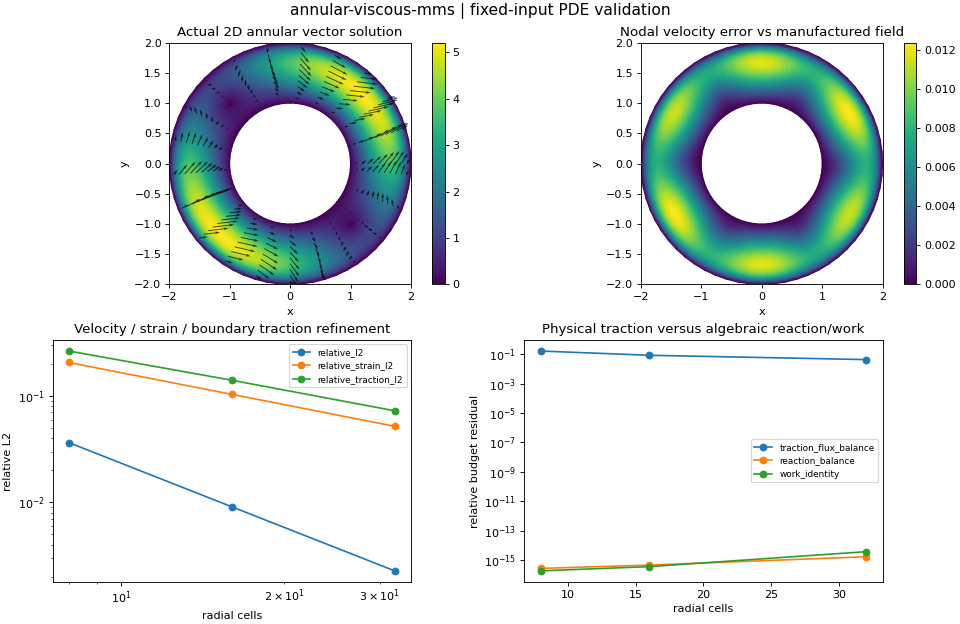 annular-viscous-mms | fixed-input PDE validation
Actual 2D annular vector solution
2.0
1.5
1.0
0.5
0.0
−0.5
−1.0
−1.5
−2.0
y
−2 −1 0 1 2
x
5
4
3
2
1
0
Nodal velocity error vs manufactured field
2.0
1.5
1.0
0.5
0.0
−0.5
−1.0
−1.5
−2.0
y
−2 −1 0 1 2
x
0.012
0.010
0.008
0.006
0.004
0.002
0.000
Velocity / strain / boundary traction refinement
relative_l2
relative_strain_l2
relative_traction_l2
10⁻¹
10⁻²
relative L2
10¹ 2 × 10¹ 3 × 10¹
radial cells
Physical traction versus algebraic reaction/work
10⁻¹
10⁻³
10⁻⁵
10⁻⁷
10⁻⁹
10⁻¹¹
10⁻¹³
10⁻¹⁵
relative budget residual
traction_flux_balance
reaction_balance
work_identity
10 15 20 25 30
radial cells